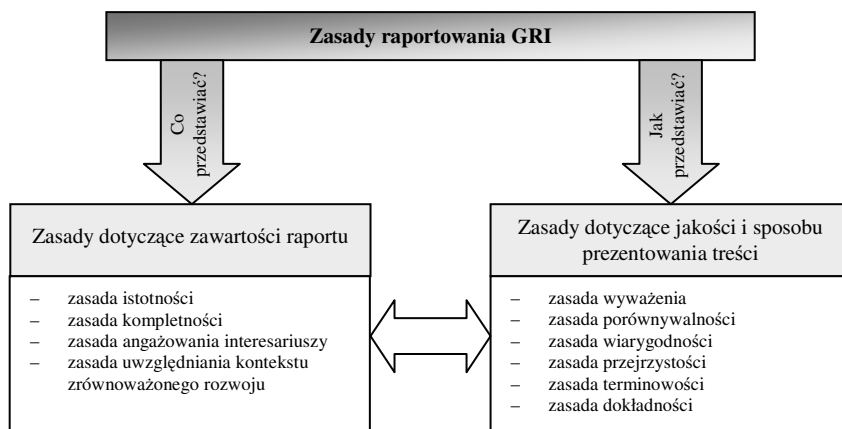 Zasady raportowania GRI
Co
przedstawiać?
Jak
przedstawiać?
Zasady dotyczące zawartości raportu
– zasada istotności
– zasada kompletności
– zasada angażowania interesariuszy
– zasada uwzględniania kontekstu
zrównoważonego rozwoju
Zasady dotyczące jakości i sposobu
prezentowania treści
– zasada wyważenia
– zasada porównywalności
– zasada wiarygodności
– zasada przejrzystości
– zasada terminowości
– zasada dokładności